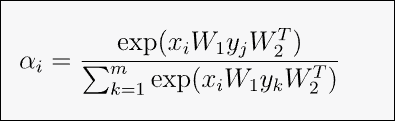 α_i = exp(x_i W_1 y_j W_2^T) / ∑_{k=1}^{m} exp(x_i W_1 y_k W_2^T)